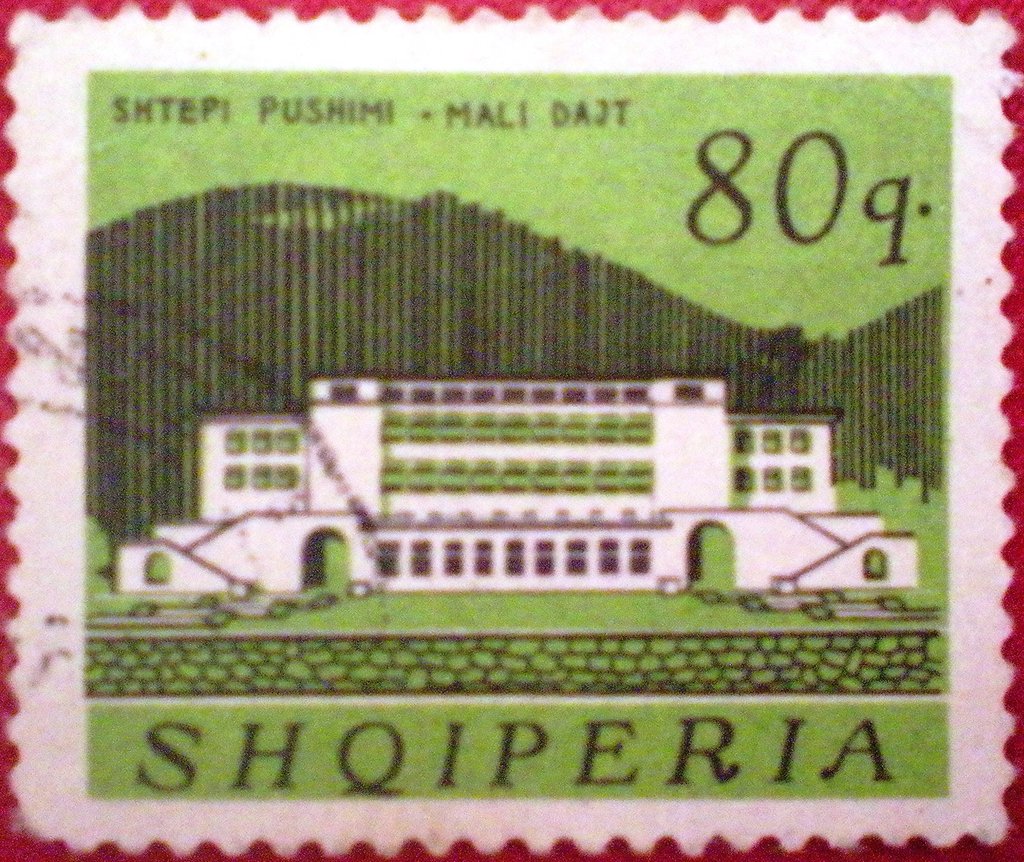 SHTEPI PUSHIMI - MALI DAJT
80q.
SHQIPERIA